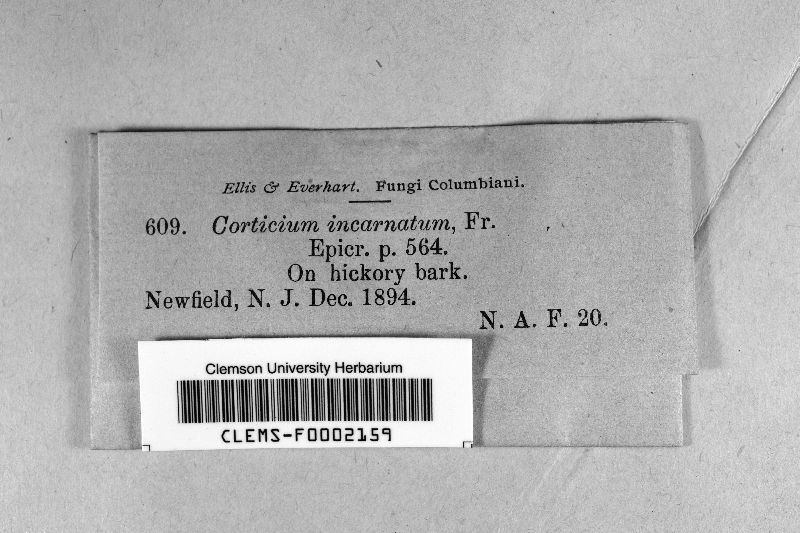 Ellis & Everhart. Fungi Columbiani.
609. Corticium incarnatum, Fr.
Epicr. p. 564.
On hickory bark.
Newfield, N. J. Dec. 1894.
N. A. F. 20.
Clemson University Herbarium
CLEMS-F0002159